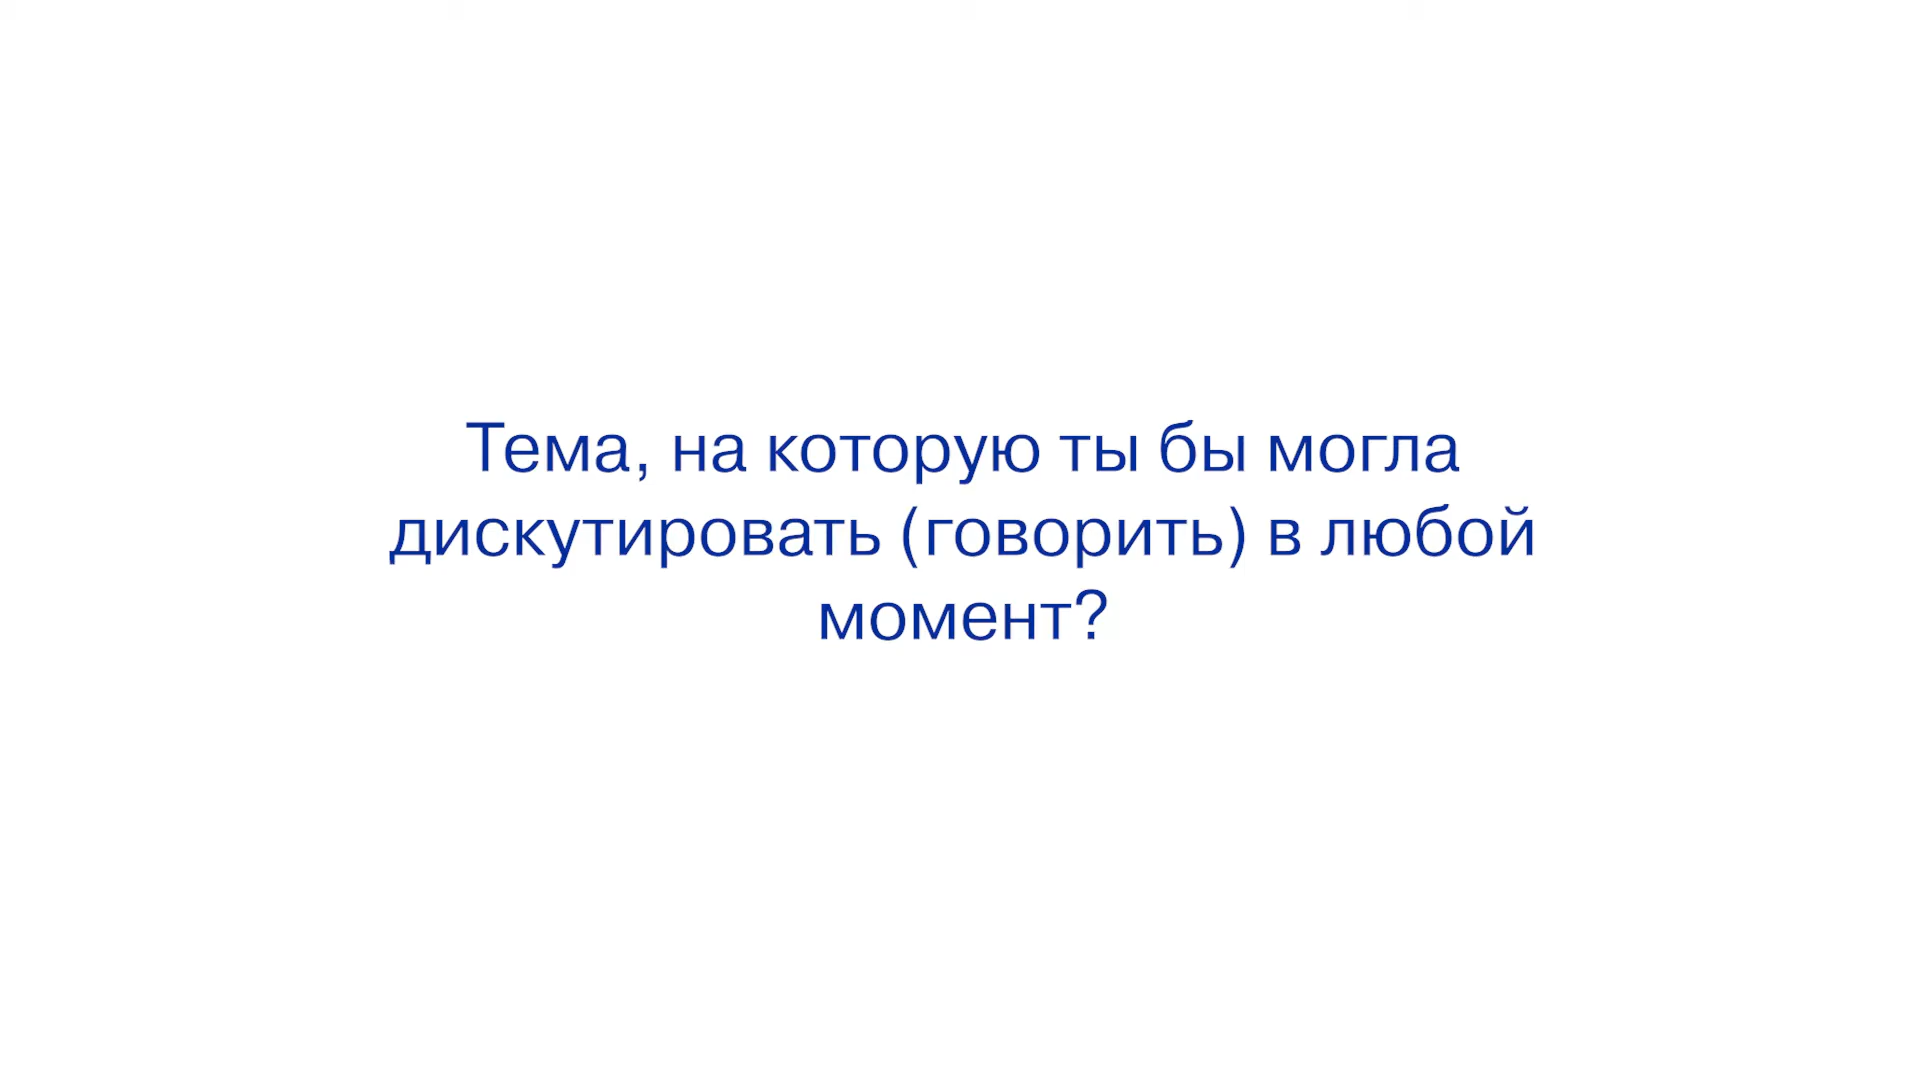 Тема, на которую ты бы могла
дискутировать (говорить) в любой
момент?